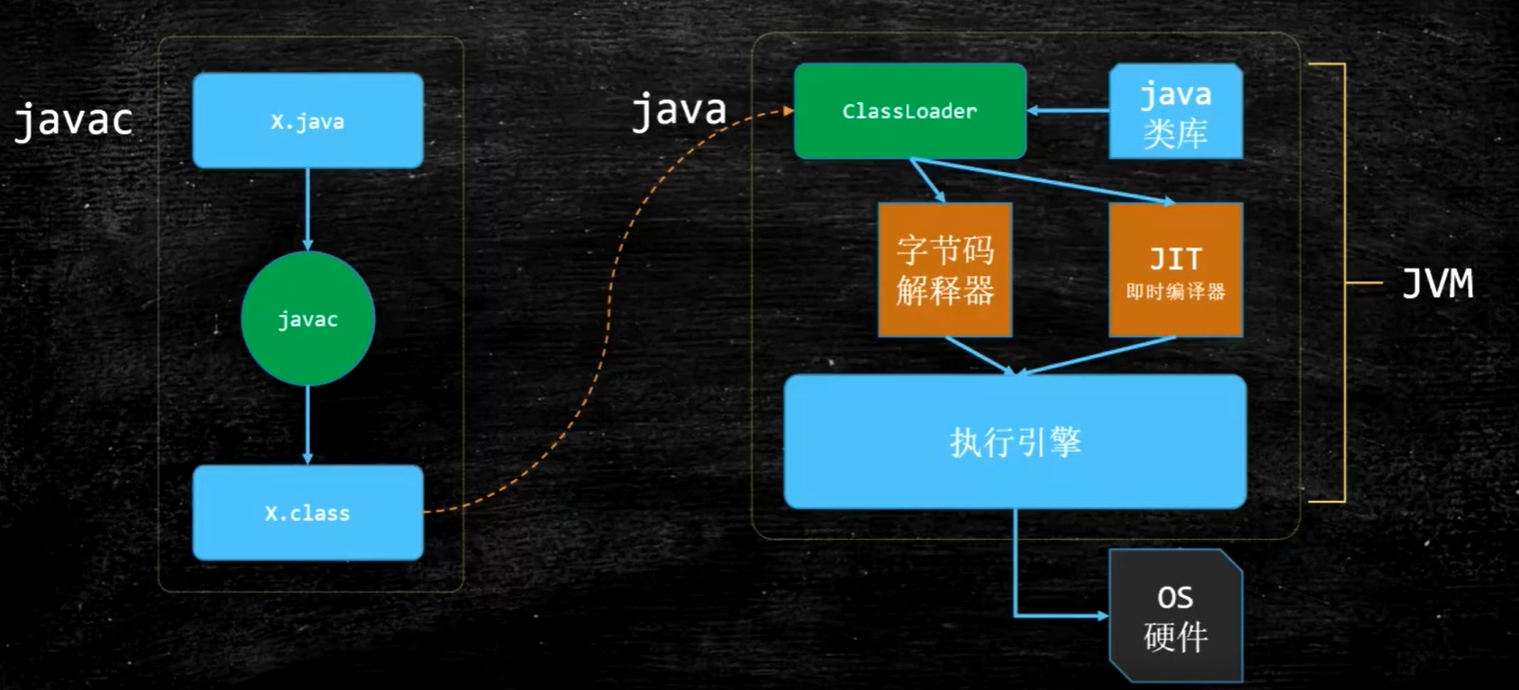 javac
X.java
javac
X.class
java
ClassLoader
java
类库
字节码
解释器
JIT
即时编译器
执行引擎
JVM
OS
硬件